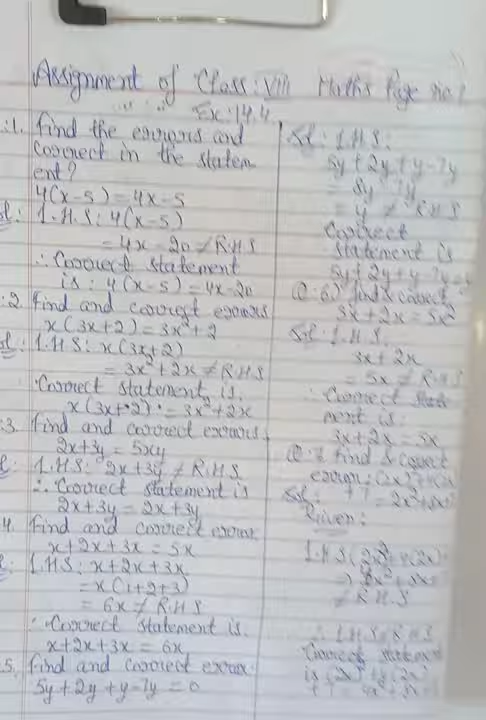 Assignment of Class: VIII Maths Page no. 1
Ex: 14.4
:1. Find the errors and
Correct in the statem
ent?
4(x-5) = 4x-5
Sol: L.H.S: 4(x-5)
= 4x - 20 ≠ R.H.S
∴ Correct statement
is: 4(x-5) = 4x-20
:2. Find and correct errors
x(3x+2) = 3x²+2
Sol: L.H.S: x(3x+2)
= 3x²+2x ≠ R.H.S
∴ Correct statement is.
x(3x+2) = 3x²+2x
:3. Find and correct errors.
2x+3y = 5xy
L.H.S: 2x+3y ≠ R.H.S
∴ Correct statement is
2x+3y = 2x+3y
4. Find and correct error
x+2x+3x = 5x
L.H.S: x+2x+3x
= x(1+2+3)
= 6x ≠ R.H.S
∴ Correct statement is.
x+2x+3x = 6x
5. Find and correct error.
5y+2y+y-7y = 0
Sol: L.H.S:
5y+2y+y-7y
= 8y-7y
= y ≠ R.H.S
Correct
statement is
5y+2y+y-7y=y
Q:6) find & correct
3x+2x = 5x²
Sol: L.H.S.
3x+2x
= 5x ≠ R.H.S
∴ Correct state
ment is:
3x+2x = 5x
find & correct
error:
Sol:
Given:
L.H.S
≠ R.H.S
∴ L.H.S ≠ R.H.S
Correct statem
is